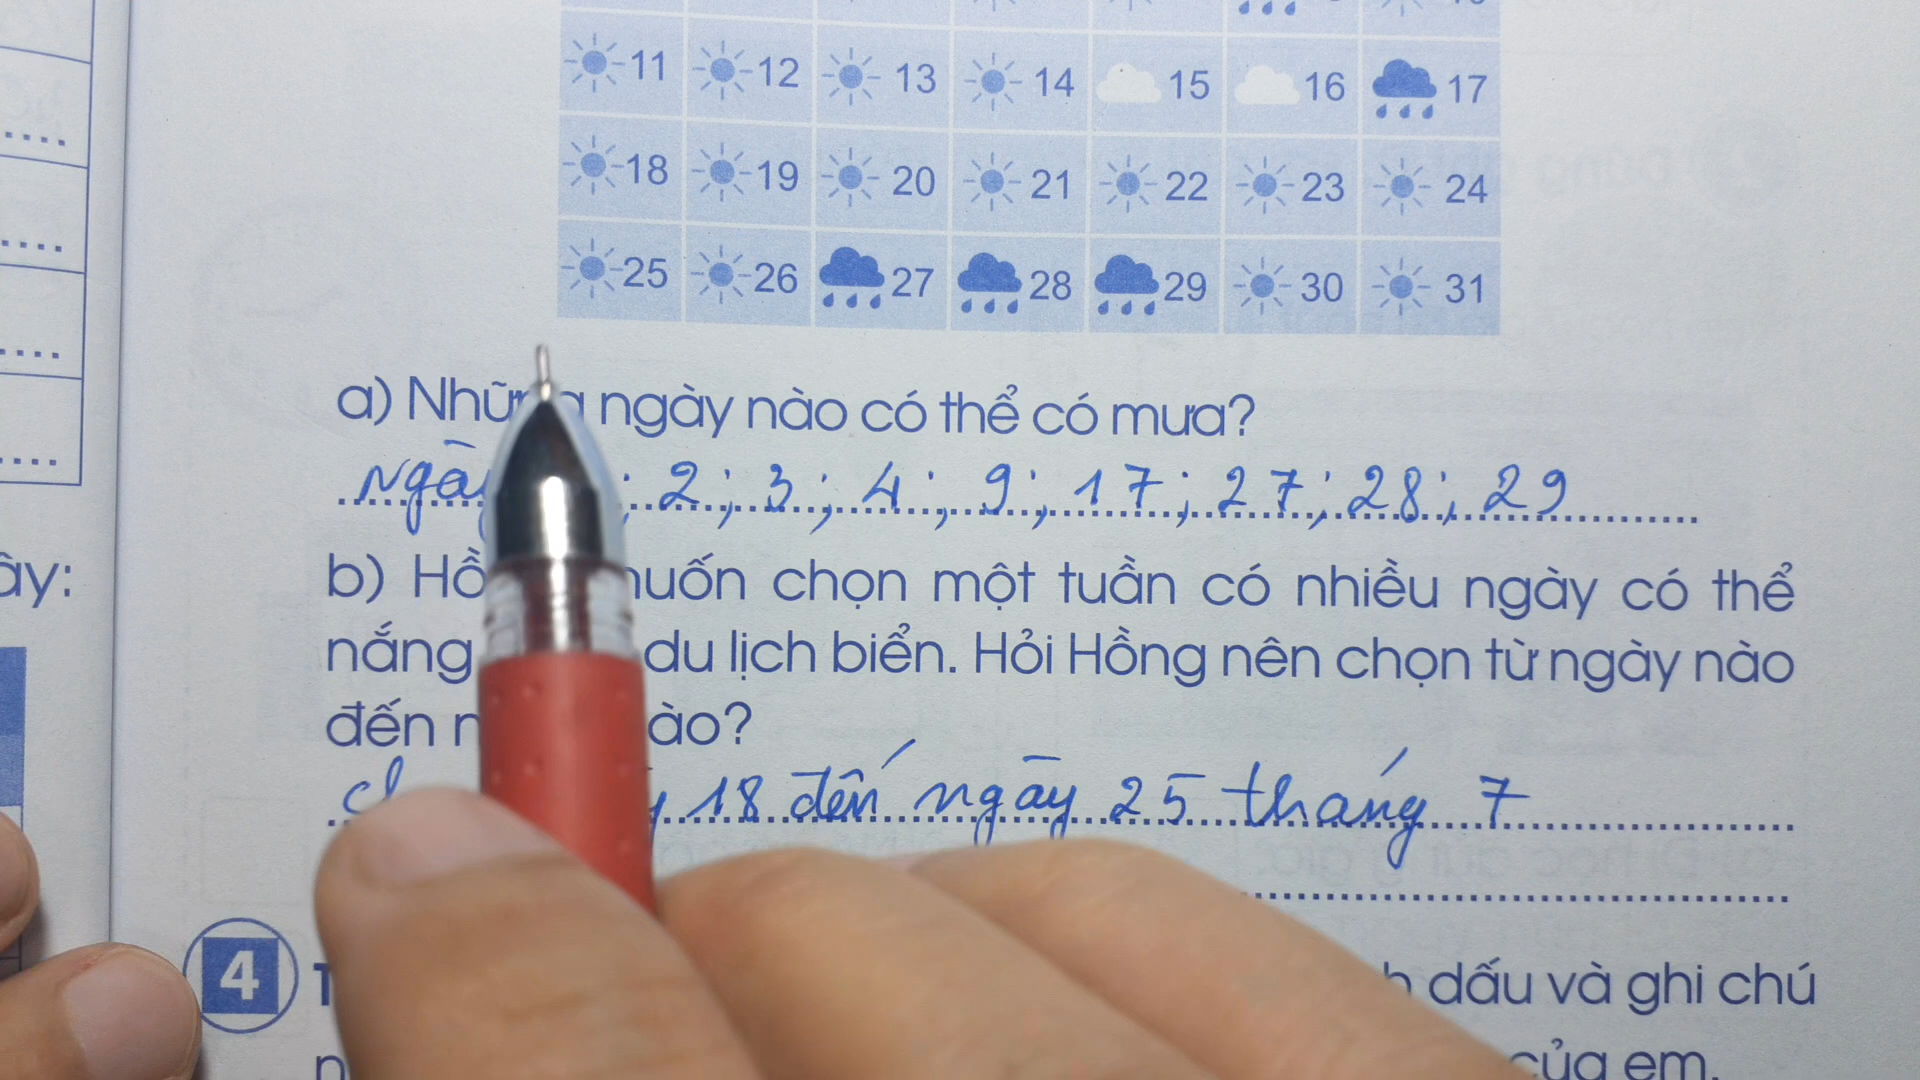 11 12 13 14 15 16 17
18 19 20 21 22 23 24
25 26 27 28 29 30 31
a) Những ngày nào có thể có mưa?
ngày ; 2 ; 3 ; 4 ; 9 ; 17 ; 27 ; 28 ; 29
b) Hồ muốn chọn một tuần có nhiều ngày có thể
ây:
nắng du lịch biển. Hỏi Hồng nên chọn từ ngày nào
đến ào?
18 đến ngày 25 tháng 7
4 dấu và ghi chú
của em.